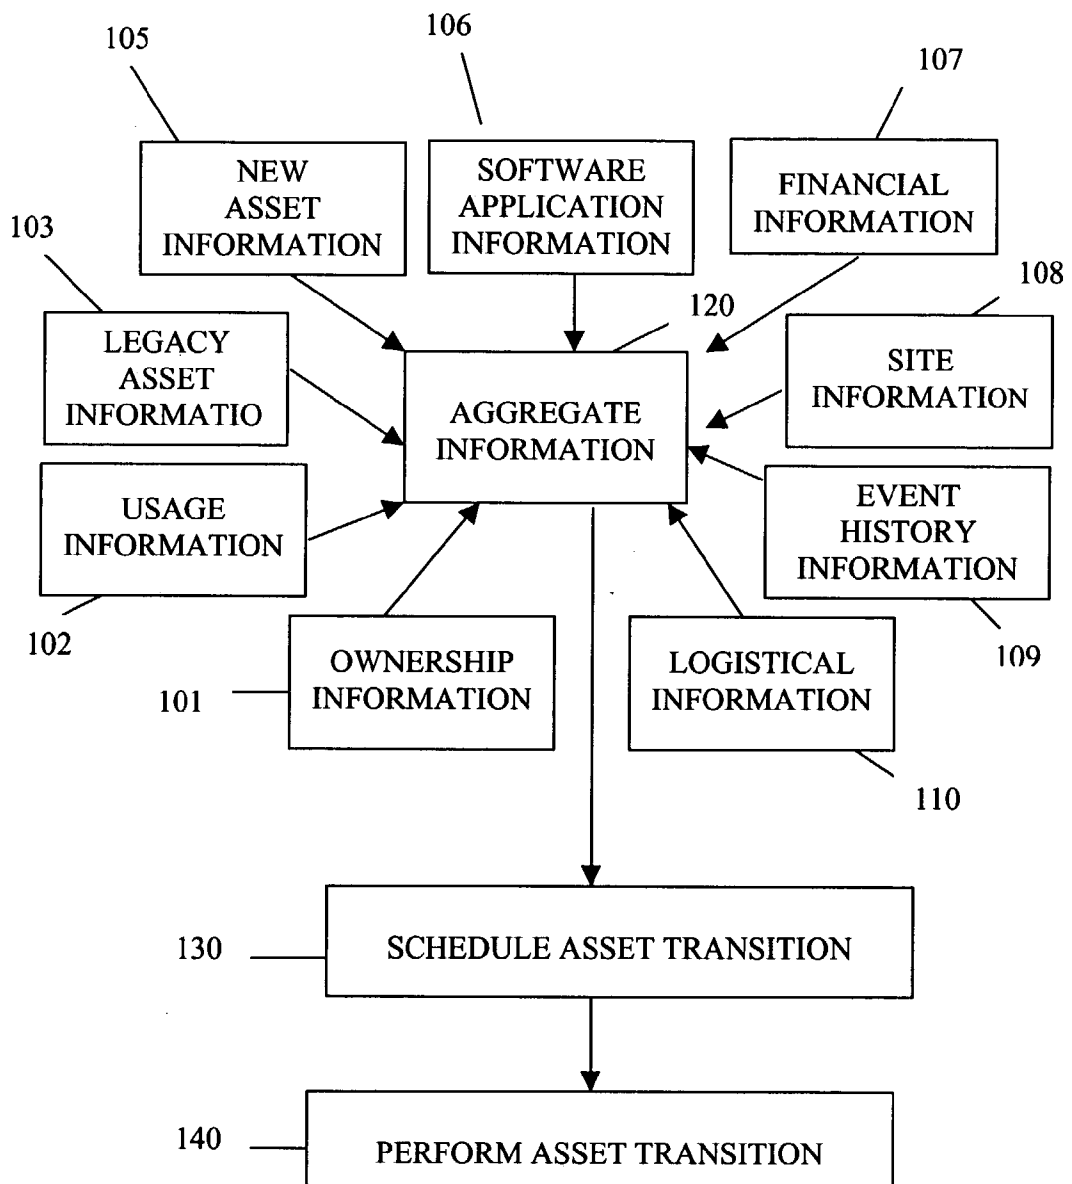 106
105
107
NEW
ASSET
INFORMATION
SOFTWARE
APPLICATION
INFORMATION
FINANCIAL
INFORMATION
103
108
120
LEGACY
ASSET
INFORMATIO
AGGREGATE
INFORMATION
SITE
INFORMATION
USAGE
INFORMATION
EVENT
HISTORY
INFORMATION
102
101
OWNERSHIP
INFORMATION
LOGISTICAL
INFORMATION
109
110
130
SCHEDULE ASSET TRANSITION
140
PERFORM ASSET TRANSITION